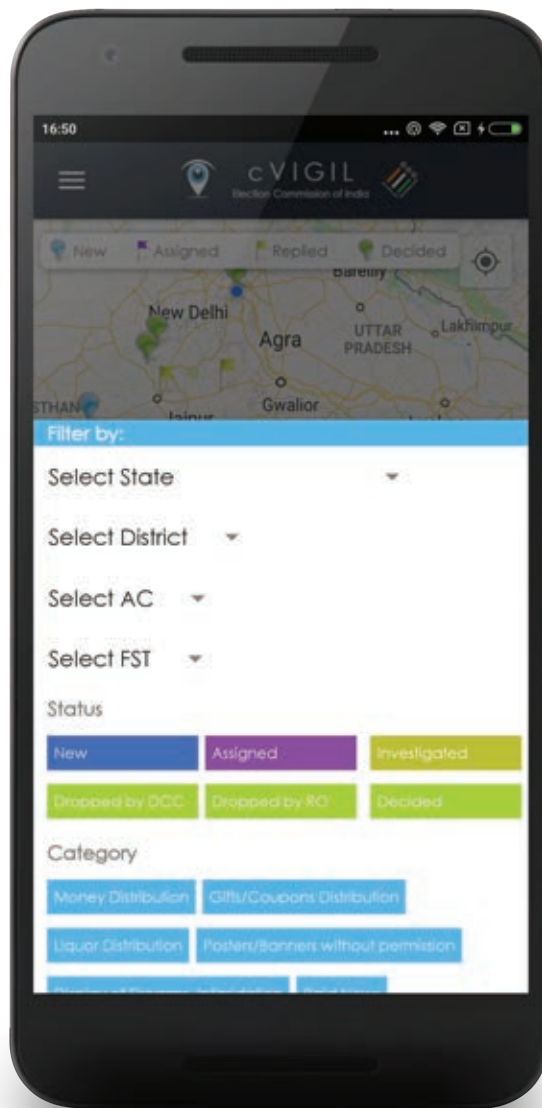 16:50
cVIGIL
Election Commission of India
New Assigned Replied Decided
Bareilly
New Delhi
Agra
UTTAR PRADESH
Lakhimpur
STHAN
Jaipur
Gwalior
Filter by:
Select State
Select District
Select AC
Select FST
Status
New Assigned Investigated
Dropped by DCC Dropped by RO Decided
Category
Money Distribution Gifts/Coupons Distribution
Liquor Distribution Posters/Banners without permission